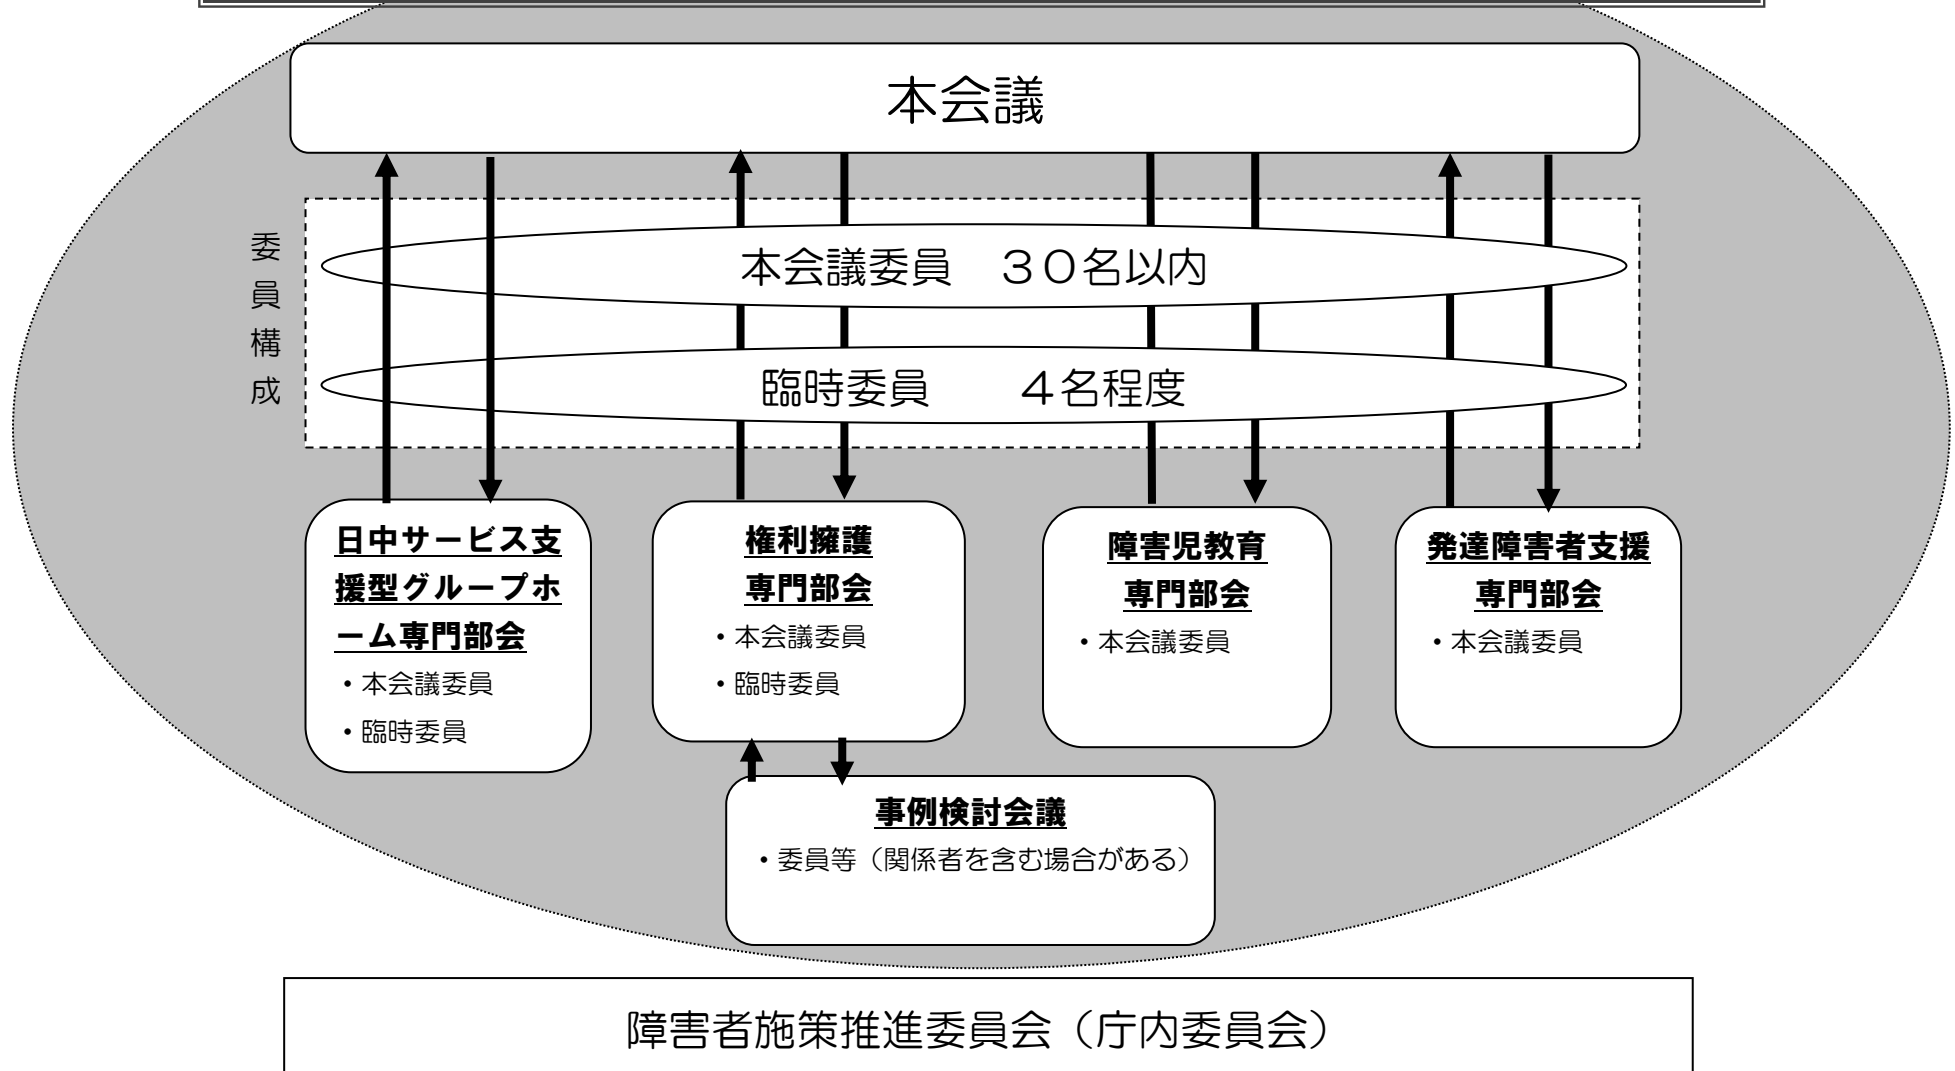 本会議
委員構成
本会議委員　３０名以内
臨時委員　　４名程度
日中サービス支
援型グループホ
ーム専門部会
・本会議委員
・臨時委員
権利擁護
専門部会
・本会議委員
・臨時委員
障害児教育
専門部会
・本会議委員
発達障害者支援
専門部会
・本会議委員
事例検討会議
・委員等（関係者を含む場合がある）
障害者施策推進委員会（庁内委員会）